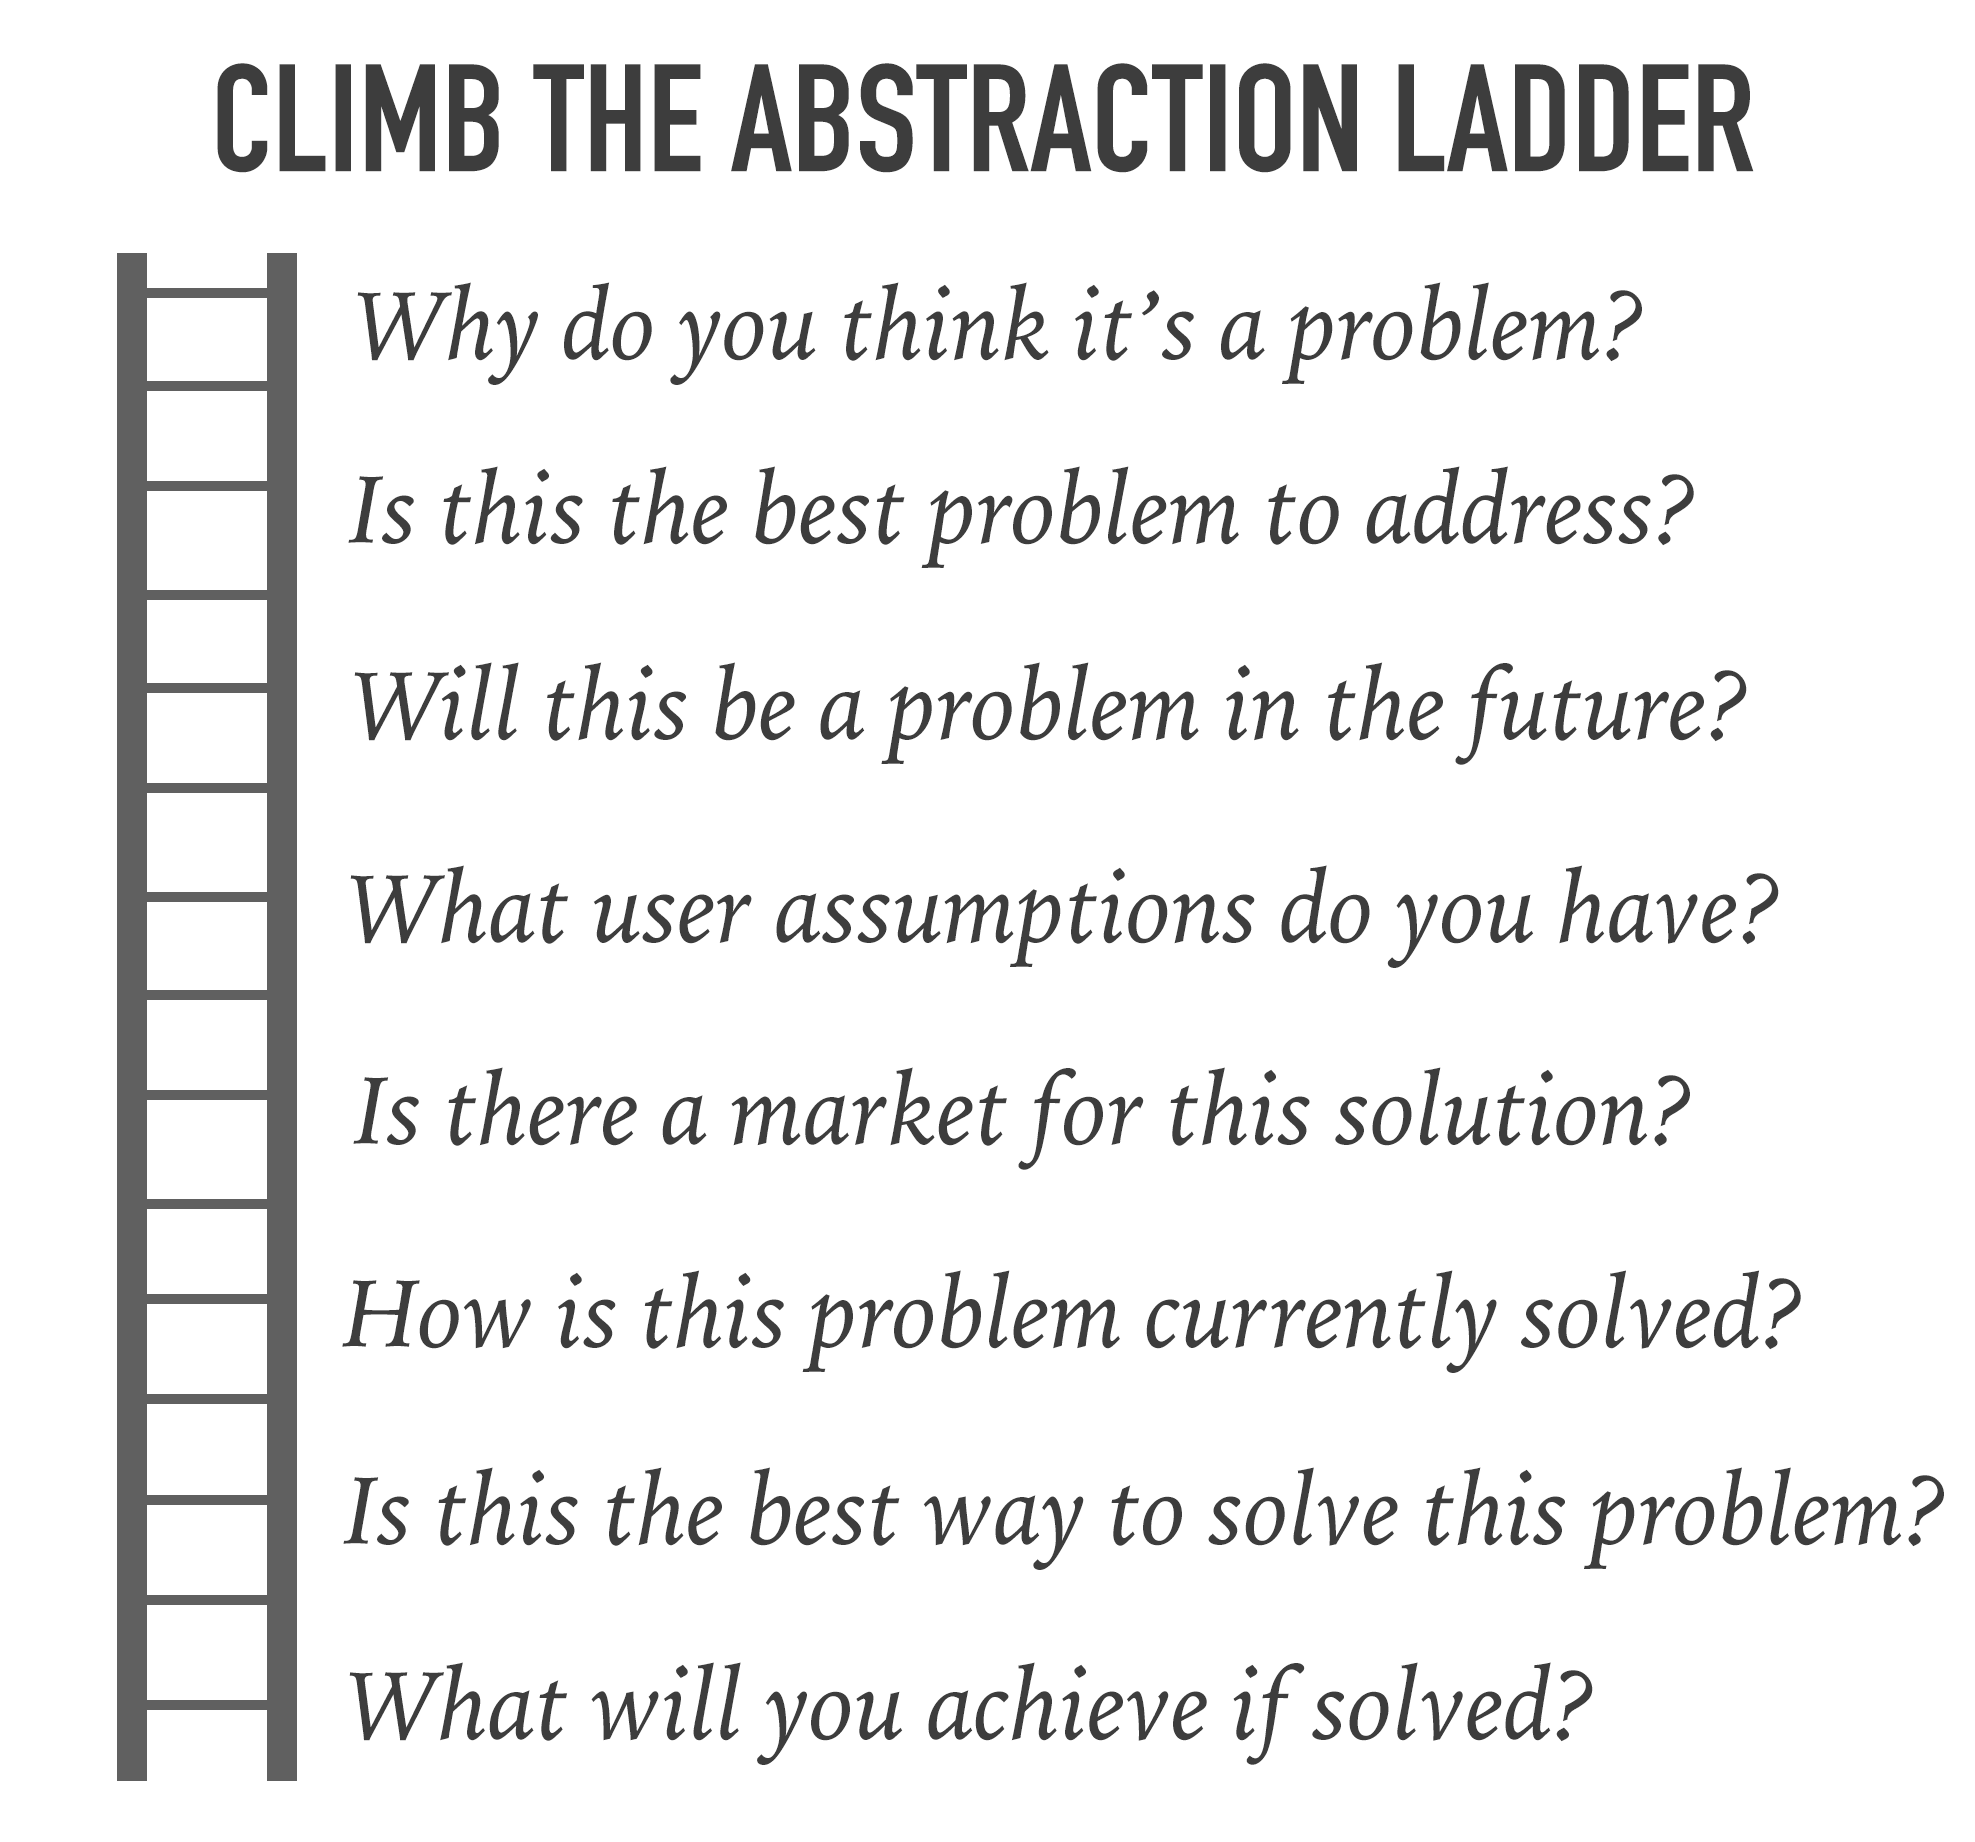 CLIMB THE ABSTRACTION LADDER
Why do you think it’s a problem?
Is this the best problem to address?
Will this be a problem in the future?
What user assumptions do you have?
Is there a market for this solution?
How is this problem currently solved?
Is this the best way to solve this problem?
What will you achieve if solved?